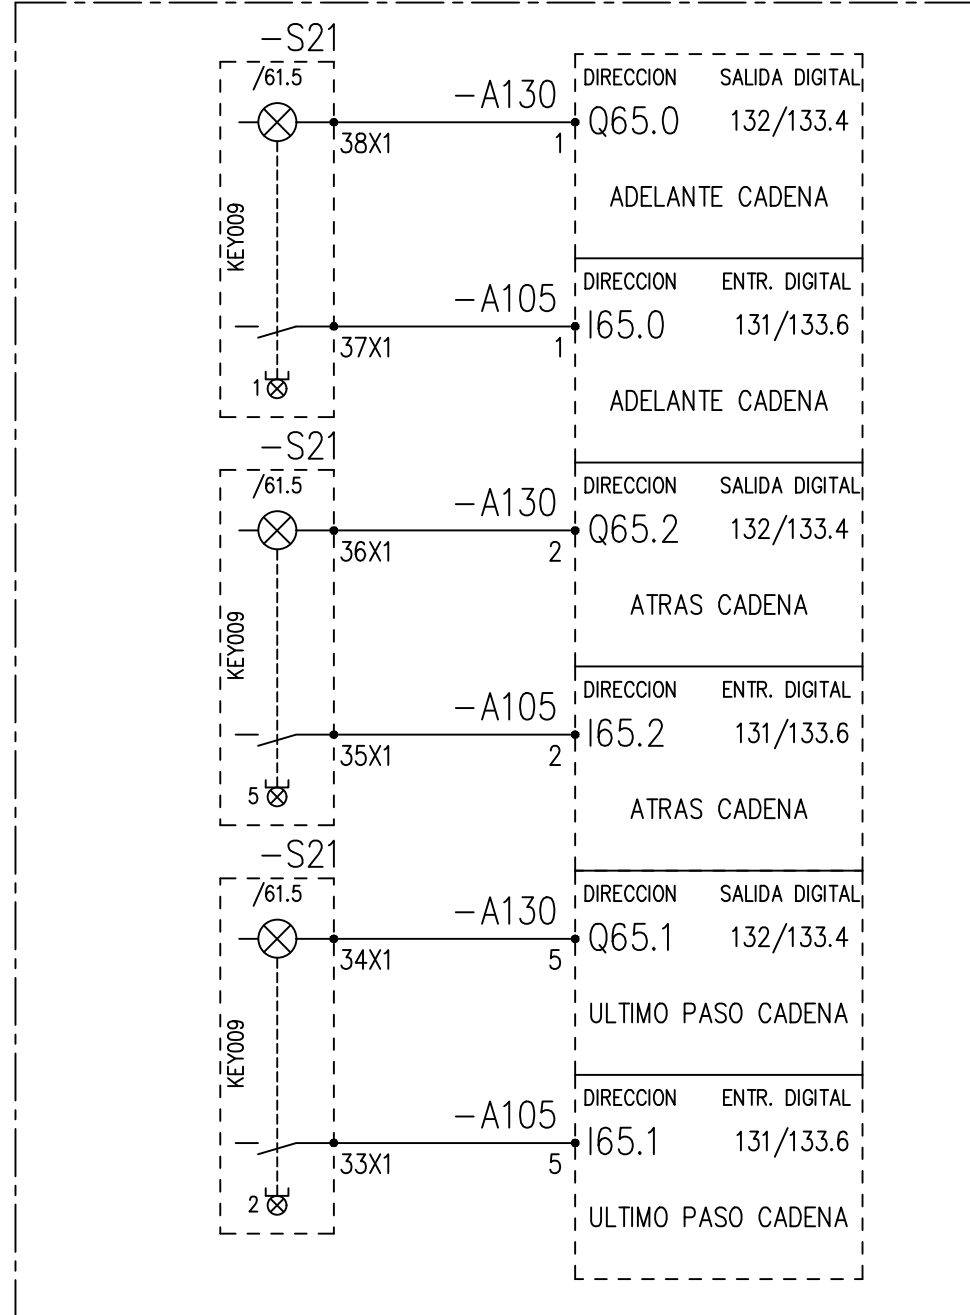 -S21
/61.5
-A130
38X1
1
DIRECCION SALIDA DIGITAL
Q65.0 132/133.4
ADELANTE CADENA
KEY009
-A105
37X1
1
DIRECCION ENTR. DIGITAL
I65.0 131/133.6
ADELANTE CADENA
1
-S21
/61.5
-A130
36X1
2
DIRECCION SALIDA DIGITAL
Q65.2 132/133.4
ATRAS CADENA
KEY009
-A105
35X1
2
DIRECCION ENTR. DIGITAL
I65.2 131/133.6
ATRAS CADENA
5
-S21
/61.5
-A130
34X1
5
DIRECCION SALIDA DIGITAL
Q65.1 132/133.4
ULTIMO PASO CADENA
KEY009
-A105
33X1
5
DIRECCION ENTR. DIGITAL
I65.1 131/133.6
ULTIMO PASO CADENA
2